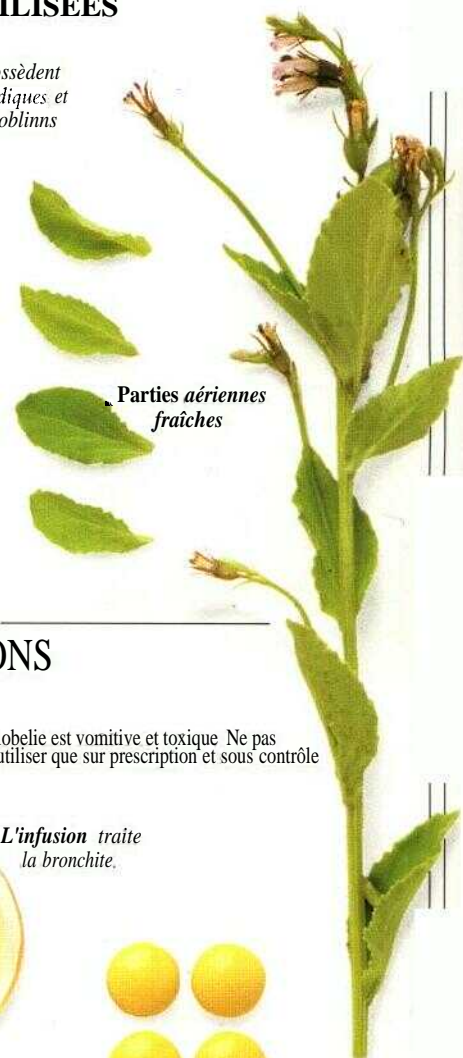 ILISÉES
ssèdent
diques et
oblinns
Parties aériennes
fraîches
ONS
lobelie est vomitive et toxique Ne pas
utiliser que sur prescription et sous contrôle
L'infusion traite
la bronchite.